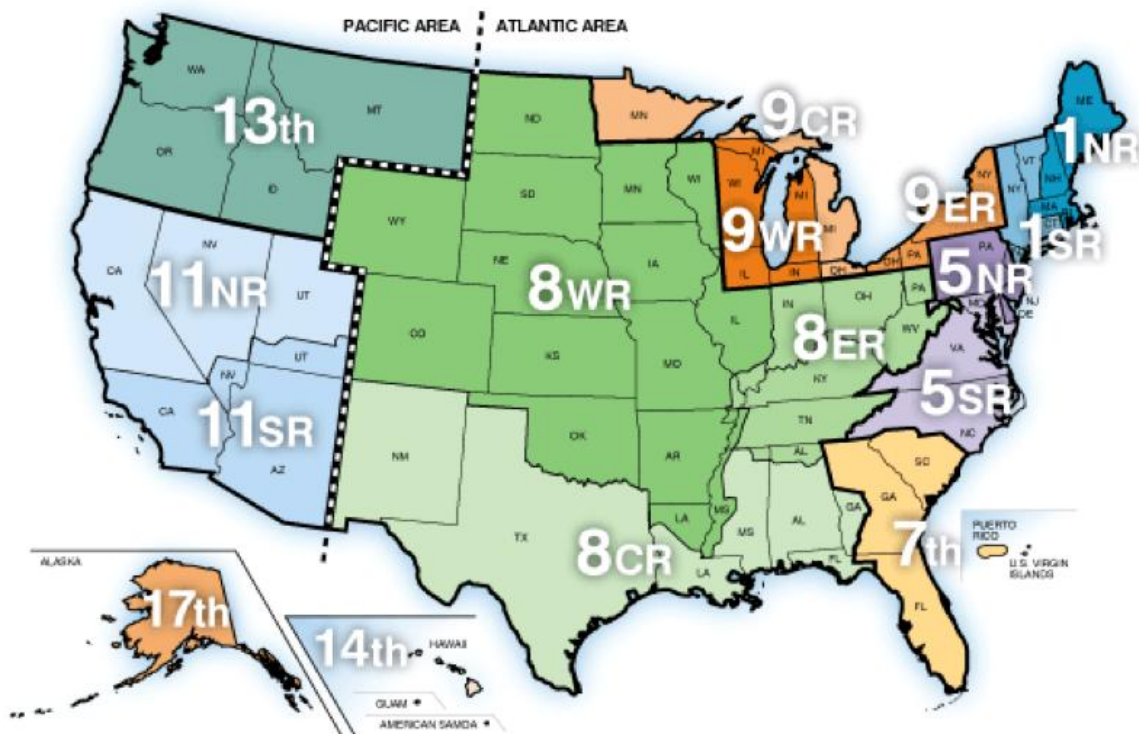 PACIFIC AREA
ATLANTIC AREA
WA
MT
OR
ID
13th
ND
MN
MI
9CR
ME
VT
NH
NY
MA
1NR
1SR
SD
WY
NE
MN
WI
IA
8WR
WI
MI
MI
9WR
IL
IN
OH
OH
PA
NY
9ER
CA
NV
UT
11NR
UT
NV
CA
AZ
11SR
CO
KS
MO
IL
OK
AR
LA
MS
IN
OH
PA
WV
KY
TN
AL
8ER
PA
NJ
DE
5NR
VA
NC
5SR
NM
TX
LA
MS
AL
GA
FL
8CR
SC
GA
FL
7th
PUERTO
RICO
U.S. VIRGIN
ISLANDS
ALASKA
17th
14th
HAWAII
GUAM
AMERICAN SAMOA